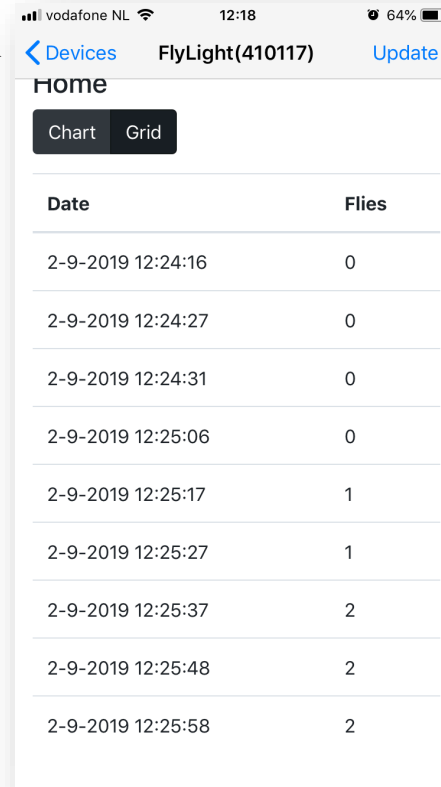 vodafone NL 12:18 64%
Devices FlyLight(410117) Update
Home
Chart Grid
Date Flies
2-9-2019 12:24:16 0
2-9-2019 12:24:27 0
2-9-2019 12:24:31 0
2-9-2019 12:25:06 0
2-9-2019 12:25:17 1
2-9-2019 12:25:27 1
2-9-2019 12:25:37 2
2-9-2019 12:25:48 2
2-9-2019 12:25:58 2